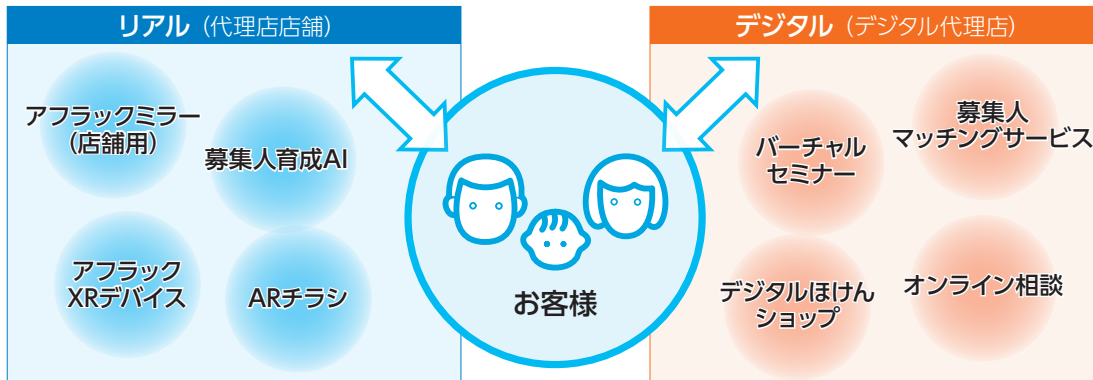 リアル（代理店店舗）
アフラックミラー
（店舗用）
募集人育成AI
アフラック
XRデバイス
ARチラシ
お客様
デジタル（デジタル代理店）
バーチャル
セミナー
募集人
マッチングサービス
デジタルほけん
ショップ
オンライン相談